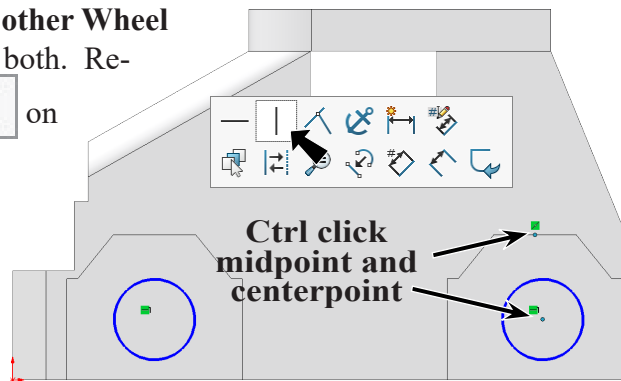 other Wheel
both. Re-
on
Ctrl click
midpoint and
centerpoint